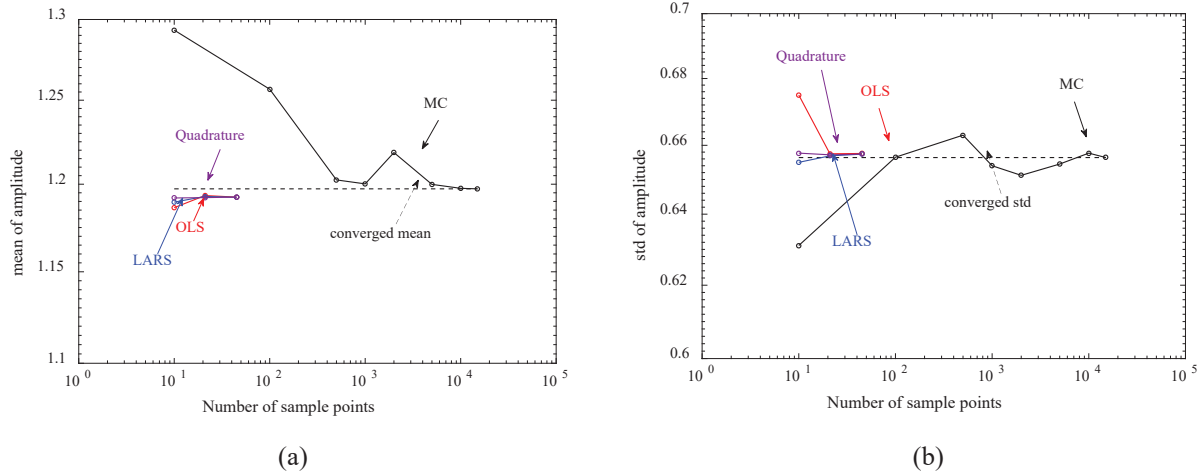 1.3
1.25
1.2
1.15
1.1
mean of amplitude
MC
Quadrature
OLS
converged mean
LARS
10 0
10 1
10 2
10 3
10 4
10 5
Number of sample points
(a)
0.7
0.68
0.66
0.64
0.62
0.6
std of amplitude
Quadrature
OLS
MC
converged std
LARS
10 0
10 1
10 2
10 3
10 4
10 5
Number of sample points
(b)